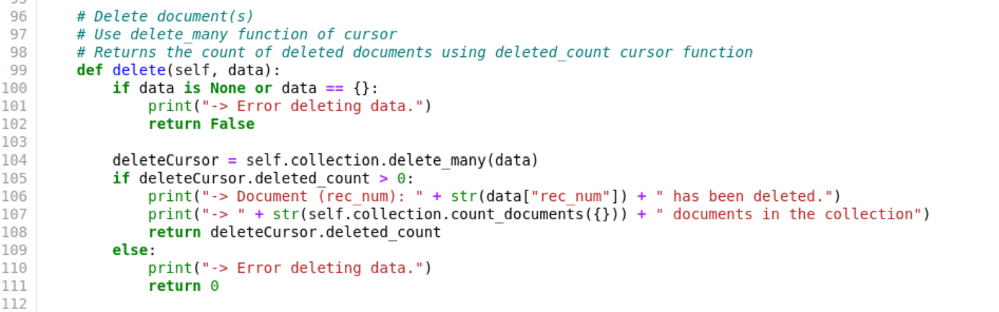 96 # Delete document(s)
97 # Use delete_many function of cursor
98 # Returns the count of deleted documents using deleted_count cursor function
99 def delete(self, data):
100 if data is None or data == {}:
101 print("-> Error deleting data.")
102 return False
103
104 deleteCursor = self.collection.delete_many(data)
105 if deleteCursor.deleted_count > 0:
106 print("-> Document (rec_num): " + str(data["rec_num"]) + " has been deleted.")
107 print("-> " + str(self.collection.count_documents({})) + " documents in the collection")
108 return deleteCursor.deleted_count
109 else:
110 print("-> Error deleting data.")
111 return 0
112